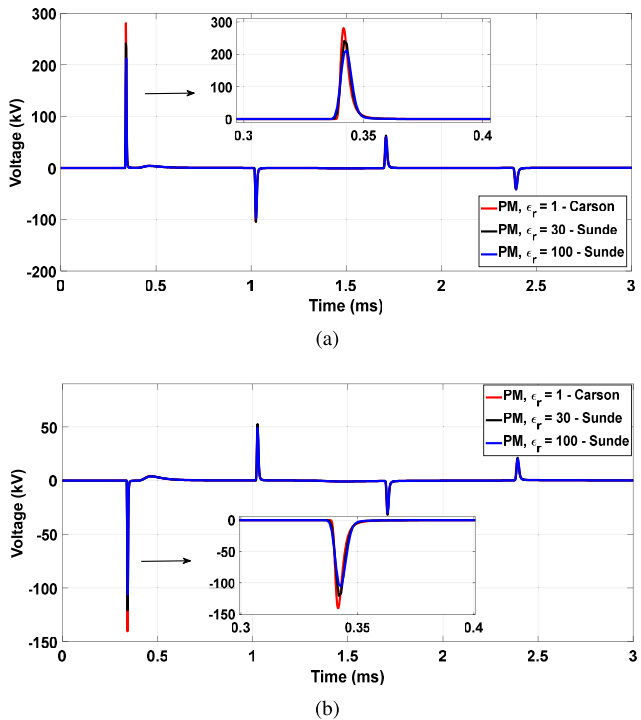 300
200
100
0
-100
-200
Voltage (kV)
0 0.5 1 1.5 2 2.5 3
Time (ms)
300
200
100
0
0.3 0.35 0.4
PM, ϵr = 1 - Carson
PM, ϵr = 30 - Sunde
PM, ϵr = 100 - Sunde
(a)
50
0
-50
-100
-150
Voltage (kV)
0 0.5 1 1.5 2 2.5 3
Time (ms)
PM, ϵr = 1 - Carson
PM, ϵr = 30 - Sunde
PM, ϵr = 100 - Sunde
0
-50
-100
-150
0.3 0.35 0.4
(b)